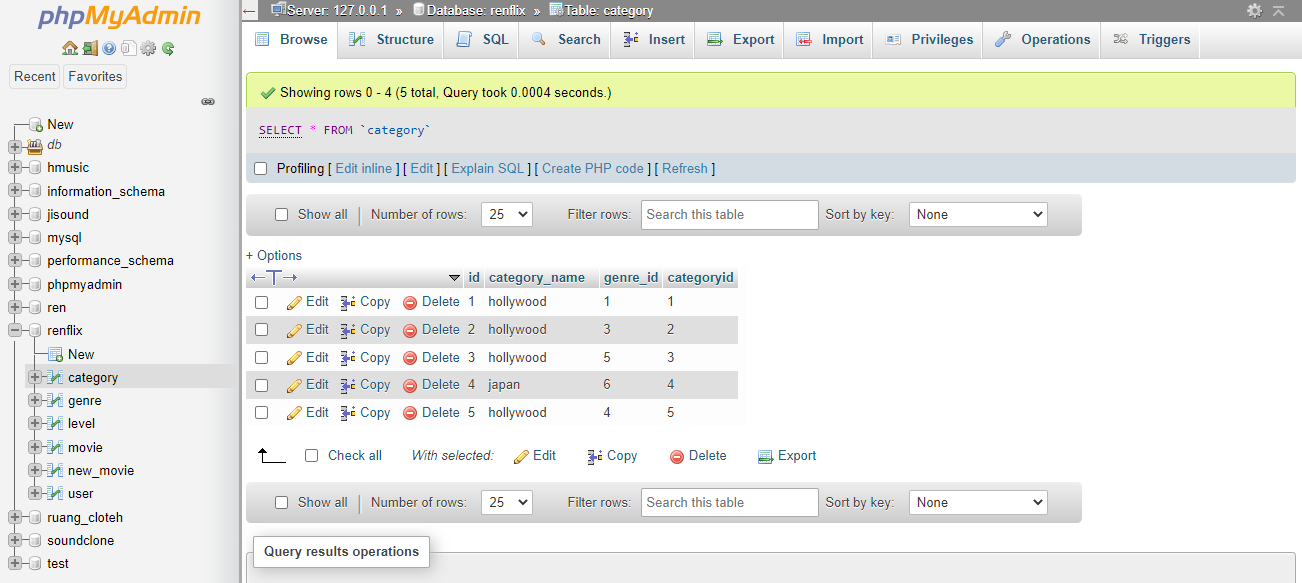 phpMyAdmin
Recent Favorites
New
db
hmusic
information_schema
jisound
mysql
performance_schema
phpmyadmin
ren
renflix
New
category
genre
level
movie
new_movie
user
ruang_cloteh
soundclone
test
Server: 127.0.0.1 » Database: renflix » Table: category
Browse Structure SQL Search Insert Export Import Privileges Operations Triggers
Showing rows 0 - 4 (5 total, Query took 0.0004 seconds.)
SELECT * FROM `category`
Profiling [ Edit inline ] [ Edit ] [ Explain SQL ] [ Create PHP code ] [ Refresh ]
Show all Number of rows: 25 Filter rows: Search this table Sort by key: None
+ Options
id category_name genre_id categoryid
Edit Copy Delete 1 hollywood 1 1
Edit Copy Delete 2 hollywood 3 2
Edit Copy Delete 3 hollywood 5 3
Edit Copy Delete 4 japan 6 4
Edit Copy Delete 5 hollywood 4 5
Check all With selected: Edit Copy Delete Export
Show all Number of rows: 25 Filter rows: Search this table Sort by key: None
Query results operations